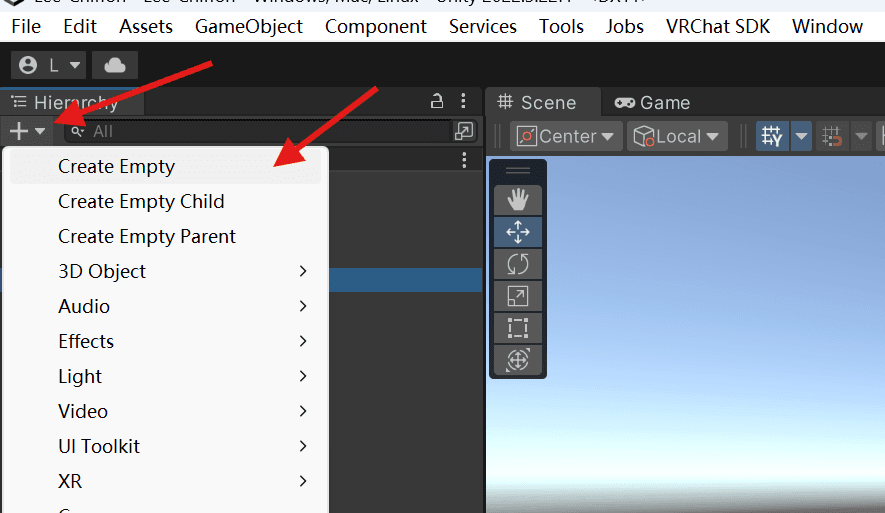 File Edit Assets GameObject Component Services Tools Jobs VRChat SDK Window
L
Hierarchy
Scene Game
All
Center Local
Create Empty
Create Empty Child
Create Empty Parent
3D Object
Audio
Effects
Light
Video
UI Toolkit
XR